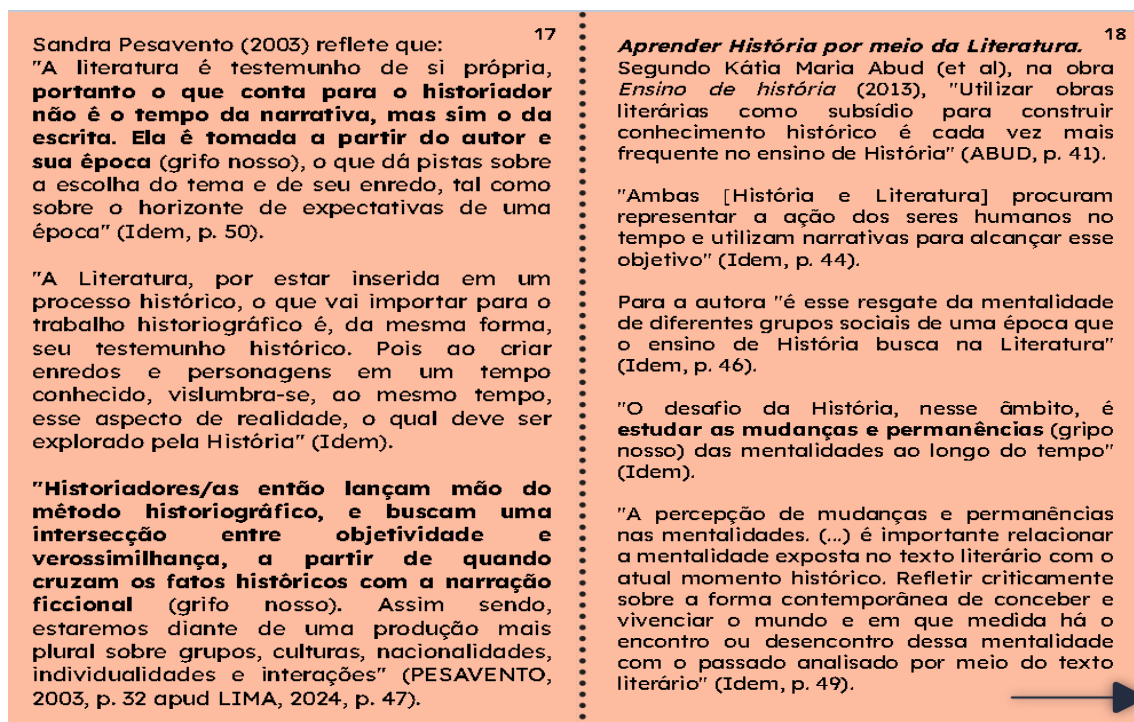 17
Sandra Pesavento (2003) reflete que:
"A literatura é testemunho de si própria,
portanto o que conta para o historiador
não é o tempo da narrativa, mas sim o da
escrita. Ela é tomada a partir do autor e
sua época (grifo nosso), o que dá pistas sobre
a escolha do tema e de seu enredo, tal como
sobre o horizonte de expectativas de uma
época" (Idem, p. 50).
"A Literatura, por estar inserida em um
processo histórico, o que vai importar para o
trabalho historiográfico é, da mesma forma,
seu testemunho histórico. Pois ao criar
enredos e personagens em um tempo
conhecido, vislumbra-se, ao mesmo tempo,
esse aspecto de realidade, o qual deve ser
explorado pela História" (Idem).
"Historiadores/as então lançam mão do
método historiográfico, e buscam uma
intersecção entre objetividade e
verossimilhança, a partir de quando
cruzam os fatos históricos com a narração
ficcional (grifo nosso). Assim sendo,
estaremos diante de uma produção mais
plural sobre grupos, culturas, nacionalidades,
individualidades e interações" (PESAVENTO,
2003, p. 32 apud LIMA, 2024, p. 47).
18
Aprender História por meio da Literatura.
Segundo Kátia Maria Abud (et al), na obra
Ensino de história (2013), "Utilizar obras
literárias como subsídio para construir
conhecimento histórico é cada vez mais
frequente no ensino de História" (ABUD, p. 41).
"Ambas [História e Literatura] procuram
representar a ação dos seres humanos no
tempo e utilizam narrativas para alcançar esse
objetivo" (Idem, p. 44).
Para a autora "é esse resgate da mentalidade
de diferentes grupos sociais de uma época que
o ensino de História busca na Literatura"
(Idem, p. 46).
"O desafio da História, nesse âmbito, é
estudar as mudanças e permanências (gripo
nosso) das mentalidades ao longo do tempo"
(Idem).
"A percepção de mudanças e permanências
nas mentalidades. (...) é importante relacionar
a mentalidade exposta no texto literário com o
atual momento histórico. Refletir criticamente
sobre a forma contemporânea de conceber e
vivenciar o mundo e em que medida há o
encontro ou desencontro dessa mentalidade
com o passado analisado por meio do texto
literário" (Idem, p. 49).